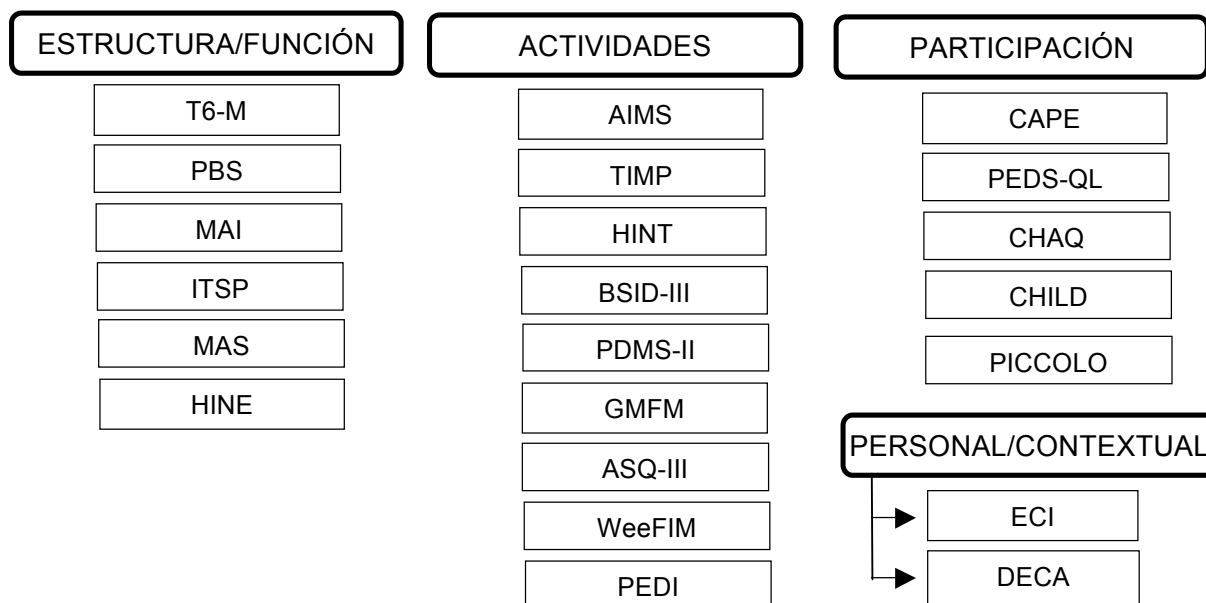 ESTRUCTURA/FUNCIÓN
T6-M
PBS
MAI
ITSP
MAS
HINE
ACTIVIDADES
AIMS
TIMP
HINT
BSID-III
PDMS-II
GMFM
ASQ-III
WeeFIM
PEDI
PARTICIPACIÓN
CAPE
PEDS-QL
CHAQ
CHILD
PICCOLO
PERSONAL/CONTEXTUAL
ECI
DECA